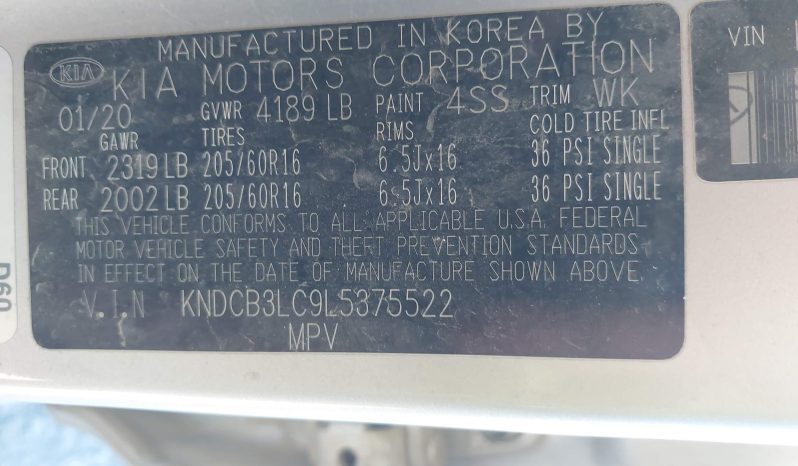 MANUFACTURED IN KOREA BY
KIA KIA MOTORS CORPORATION
01/20 GVWR 4189 LB PAINT 4SS TRIM WK
GAWR TIRES RIMS COLD TIRE INFL
FRONT 2319 LB 205/60R16 6.5Jx16 36 PSI SINGLE
REAR 2002 LB 205/60R16 6.5Jx16 36 PSI SINGLE
THIS VEHICLE CONFORMS TO ALL APPLICABLE U.S.A. FEDERAL
MOTOR VEHICLE SAFETY AND THEFT PREVENTION STANDARDS
IN EFFECT ON THE DATE OF MANUFACTURE SHOWN ABOVE.
V.I.N KNDCB3LC9L5375522
MPV
VIN
D60